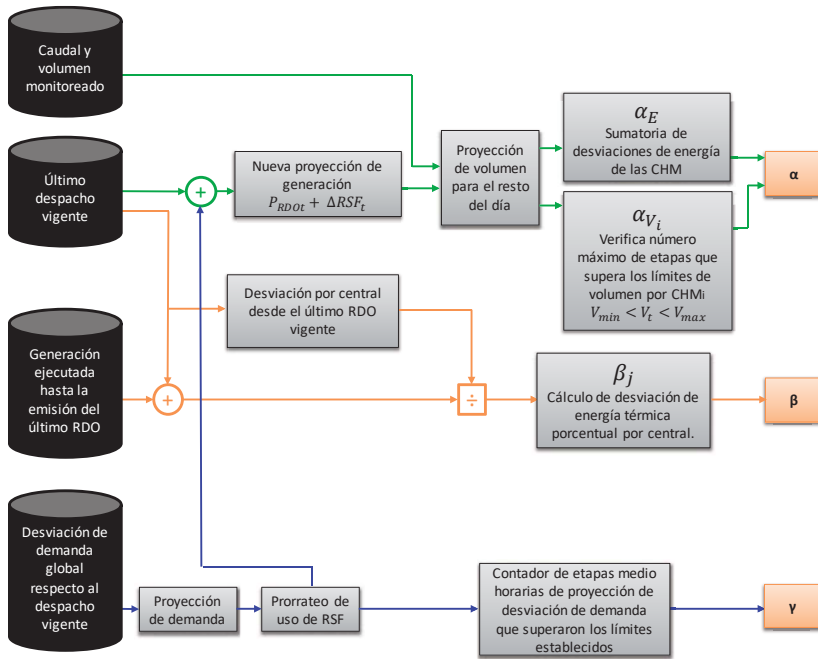 Caudal y
volumen
monitoreado
Último
despacho
vigente
+
Nueva proyección de
generación
P_RDOt + ΔRSF_t
Proyección
de volumen
para el resto
del día
α_E
Sumatoria de
desviaciones de energía
de las CHM
α
α_Vi
Verifica número
máximo de etapas que
supera los límites de
volumen por CHMi
V_min < V_t < V_max
Desviación por central
desde el último RDO
vigente
Generación
ejecutada
hasta la
emisión del
último RDO
+
÷
β_j
Cálculo de desviación de
energía térmica
porcentual por central.
β
Desviación de
demanda
global
respecto al
despacho
vigente
Proyección
de demanda
Prorrateo de
uso de RSF
Contador de etapas medio
horarias de proyección de
desviación de demanda
que superaron los límites
establecidos
γ